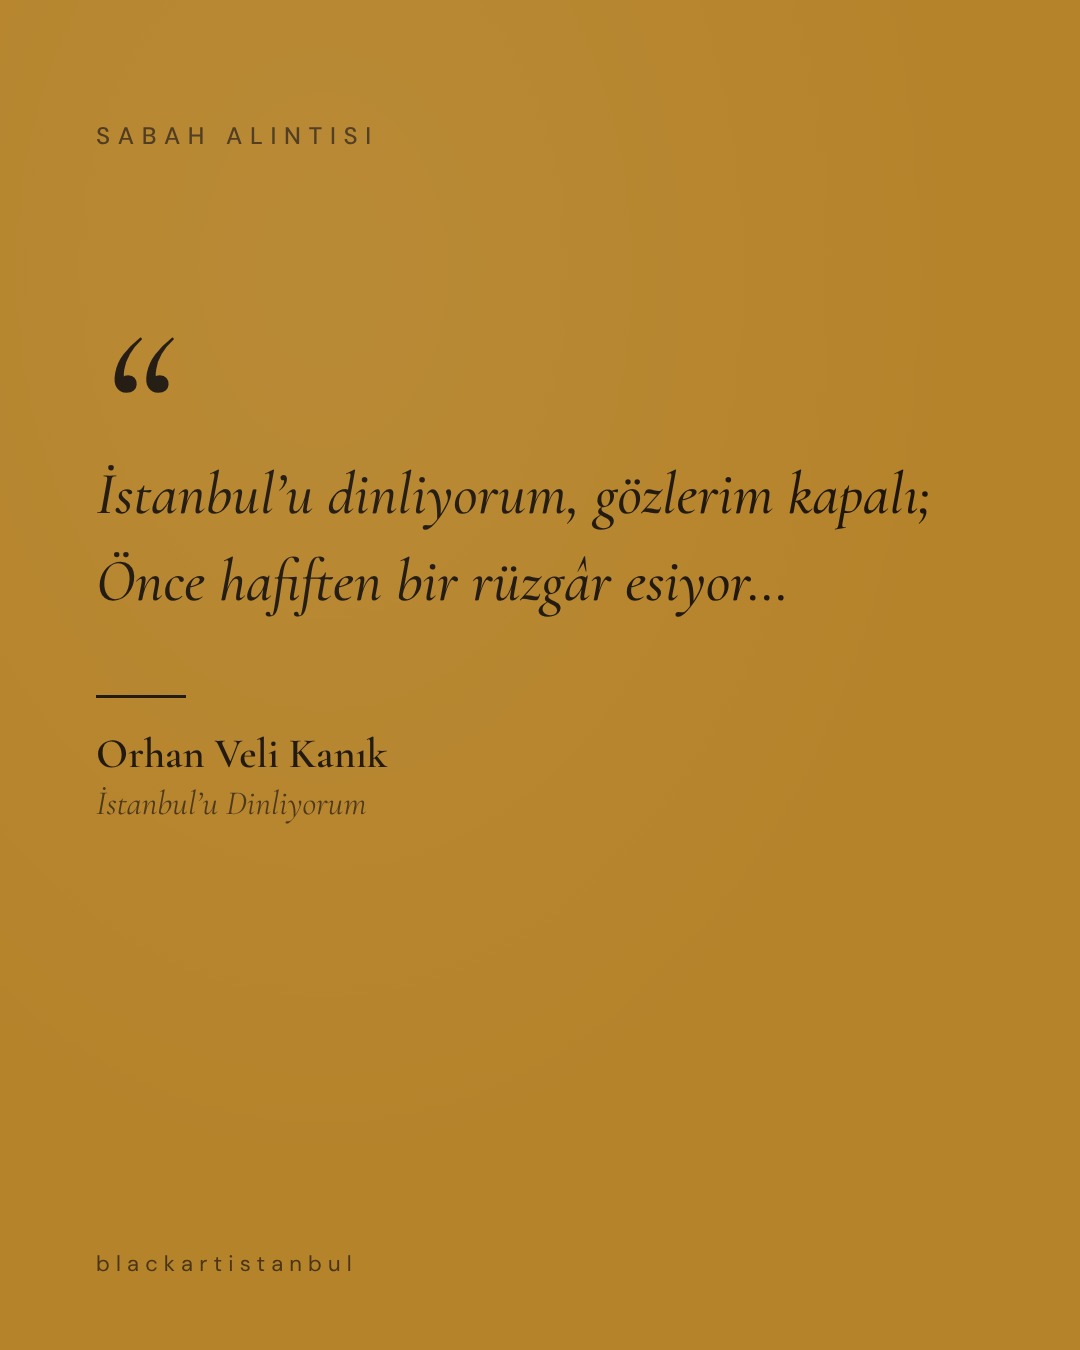 SABAH ALINTISI
“
İstanbul’u dinliyorum, gözlerim kapalı;
Önce hafiften bir rüzgâr esiyor...
Orhan Veli Kanık
İstanbul’u Dinliyorum
blackartistanbul